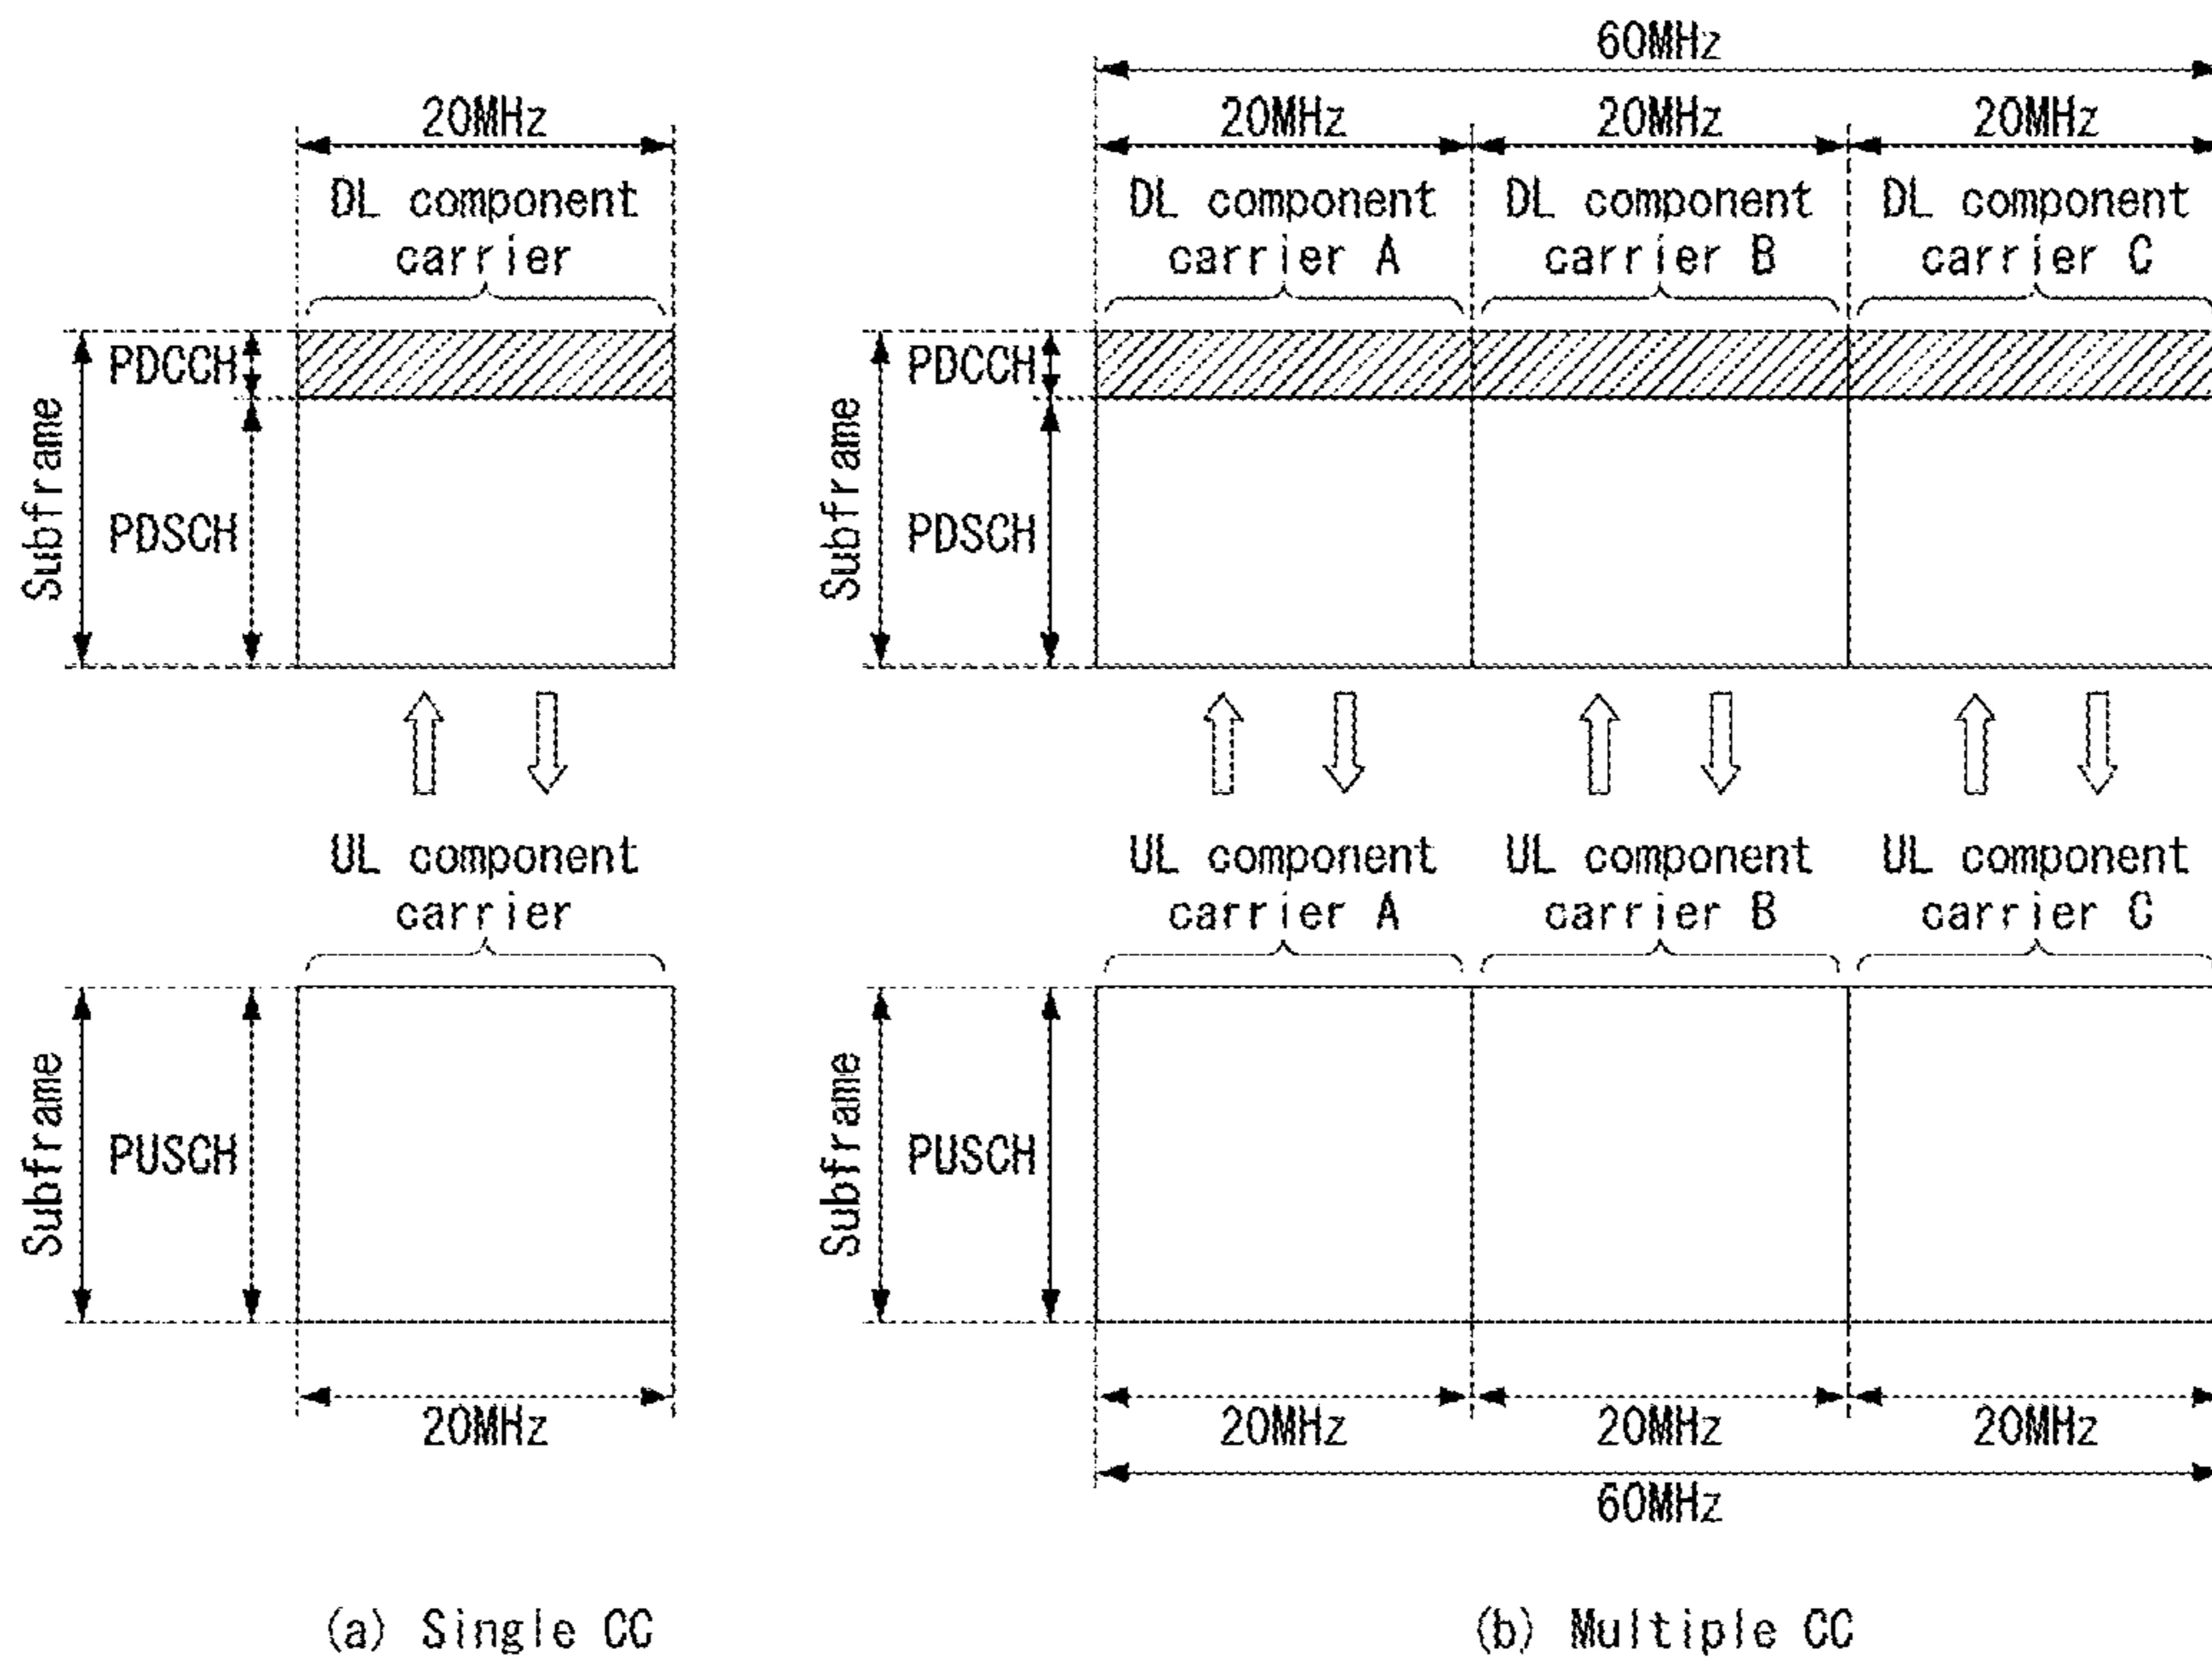 20MHz
DL component
carrier
Subframe
PDCCH
PDSCH
UL component
carrier
Subframe
PUSCH
20MHz
(a) Single CC
60MHz
20MHz 20MHz 20MHz
DL component DL component DL component
carrier A carrier B carrier C
Subframe
PDCCH
PDSCH
UL component UL component UL component
carrier A carrier B carrier C
Subframe
PUSCH
20MHz 20MHz 20MHz
60MHz
(b) Multiple CC